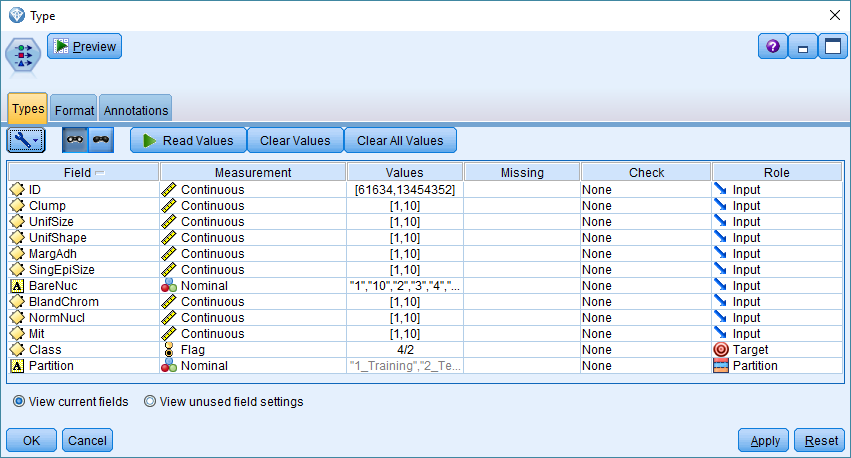 Type
Preview
?
Types Format Annotations
Read Values Clear Values Clear All Values
Field Measurement Values Missing Check Role
ID Continuous [61634,13454352] None Input
Clump Continuous [1,10] None Input
UnifSize Continuous [1,10] None Input
UnifShape Continuous [1,10] None Input
MargAdh Continuous [1,10] None Input
SingEpiSize Continuous [1,10] None Input
A BareNuc Nominal "1","10","2","3","4","... None Input
BlandChrom Continuous [1,10] None Input
NormNucl Continuous [1,10] None Input
Mit Continuous [1,10] None Input
Class Flag 4/2 None Target
A Partition Nominal "1_Training","2_Te... None Partition
View current fields View unused field settings
OK Cancel Apply Reset